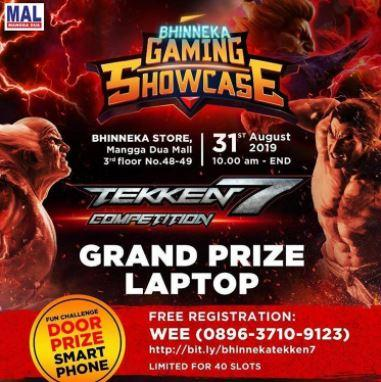 MAL
MANGGA DUA
BHINNEKA
GAMING
SHOWCASE
BHINNEKA STORE,
Mangga Dua Mall
3rd floor No.48-49
31ST August
2019
10.00 am - END
TEKKEN 7
COMPETITION
GRAND PRIZE
LAPTOP
FUN CHALLENGE
DOOR
PRIZE
SMART
PHONE
FREE REGISTRATION:
WEE (0896-3710-9123)
http://bit.ly/bhinnekatekken7
LIMITED FOR 40 SLOTS